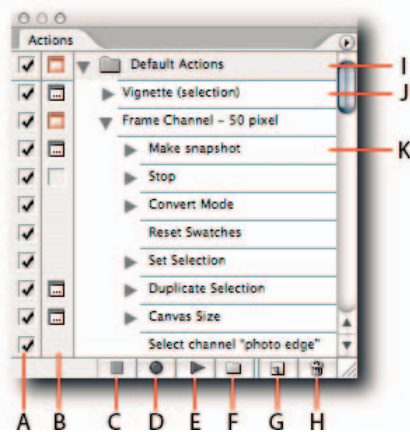 Actions
Default Actions
I
Vignette (selection)
J
Frame Channel – 50 pixel
Make snapshot
K
Stop
Convert Mode
Reset Swatches
Set Selection
Duplicate Selection
Canvas Size
Select channel "photo edge"
A B C D E F G H